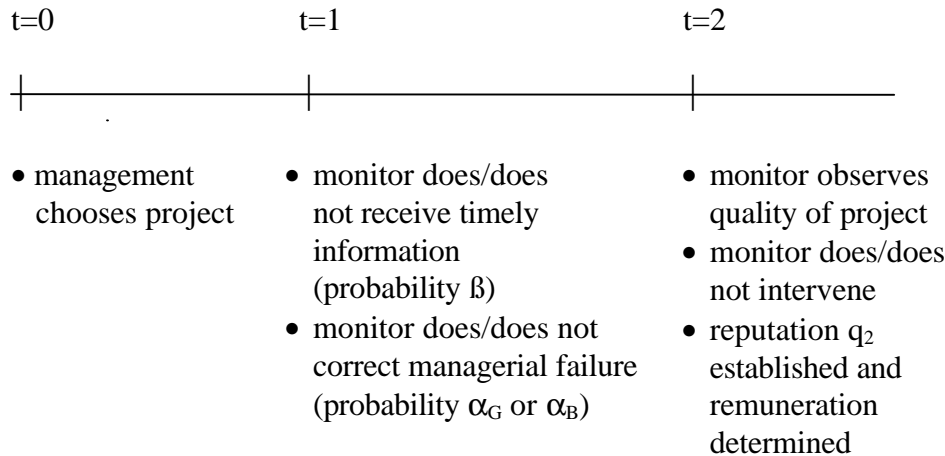 t=0
t=1
t=2
• management
chooses project
• monitor does/does
not receive timely
information
(probability ß)
• monitor does/does not
correct managerial failure
(probability αG or αB)
• monitor observes
quality of project
• monitor does/does
not intervene
• reputation q2
established and
remuneration
determined